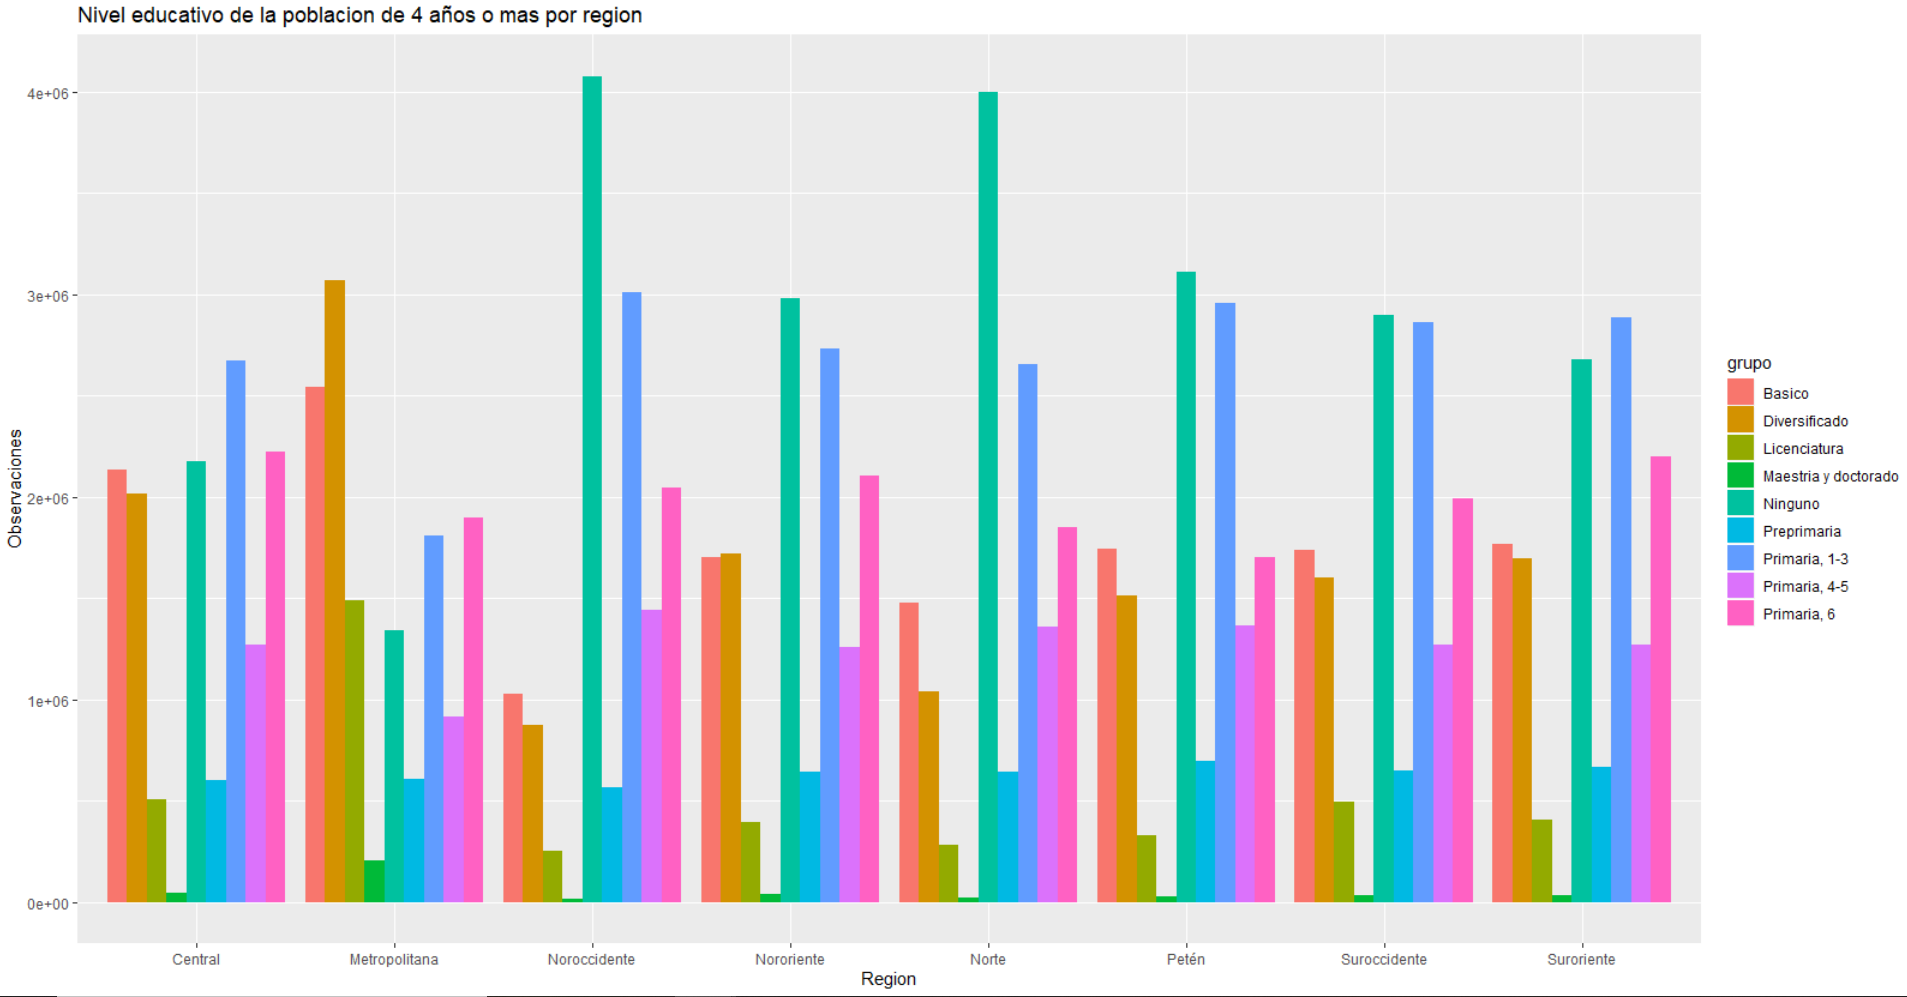 Nivel educativo de la poblacion de 4 años o mas por region
4e+06
3e+06
2e+06
1e+06
0e+00
Observaciones
Central Metropolitana Noroccidente Nororiente Norte Petén Suroccidente Suroriente
Region
grupo
Basico
Diversificado
Licenciatura
Maestria y doctorado
Ninguno
Preprimaria
Primaria, 1-3
Primaria, 4-5
Primaria, 6